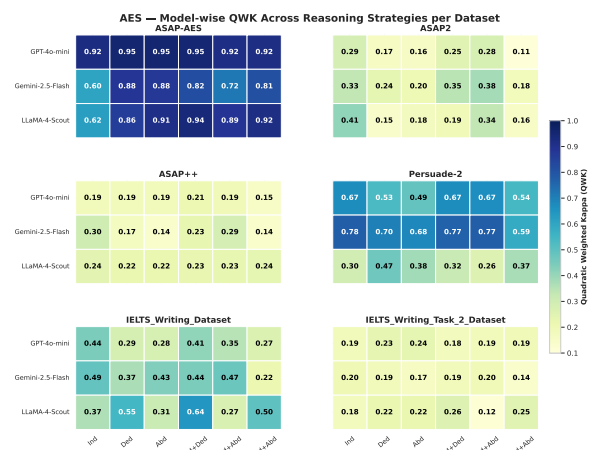 AES — Model-wise QWK Across Reasoning Strategies per Dataset
ASAP-AES
GPT-4o-mini 0.92 0.95 0.95 0.95 0.92 0.92
Gemini-2.5-Flash 0.60 0.88 0.88 0.82 0.72 0.81
LLaMA-4-Scout 0.62 0.86 0.91 0.94 0.89 0.92
ASAP2
0.29 0.17 0.16 0.25 0.28 0.11
0.33 0.24 0.20 0.35 0.38 0.18
0.41 0.15 0.18 0.19 0.34 0.16
ASAP++
GPT-4o-mini 0.19 0.19 0.19 0.21 0.19 0.15
Gemini-2.5-Flash 0.30 0.17 0.14 0.23 0.29 0.14
LLaMA-4-Scout 0.24 0.22 0.22 0.23 0.23 0.24
Persuade-2
0.67 0.53 0.49 0.67 0.67 0.54
0.78 0.70 0.68 0.77 0.77 0.59
0.30 0.47 0.38 0.32 0.26 0.37
IELTS_Writing_Dataset
GPT-4o-mini 0.44 0.29 0.28 0.41 0.35 0.27
Gemini-2.5-Flash 0.49 0.37 0.43 0.44 0.47 0.22
LLaMA-4-Scout 0.37 0.55 0.31 0.64 0.27 0.50
Ind Ded Abd +Ded +Abd +Abd
IELTS_Writing_Task_2_Dataset
0.19 0.23 0.24 0.18 0.19 0.19
0.20 0.19 0.17 0.19 0.20 0.14
0.18 0.22 0.22 0.26 0.12 0.25
Ind Ded Abd +Ded +Abd +Abd
1.0
0.9
0.8
0.7
0.6
0.5
0.4
0.3
0.2
0.1
Quadratic Weighted Kappa (QWK)